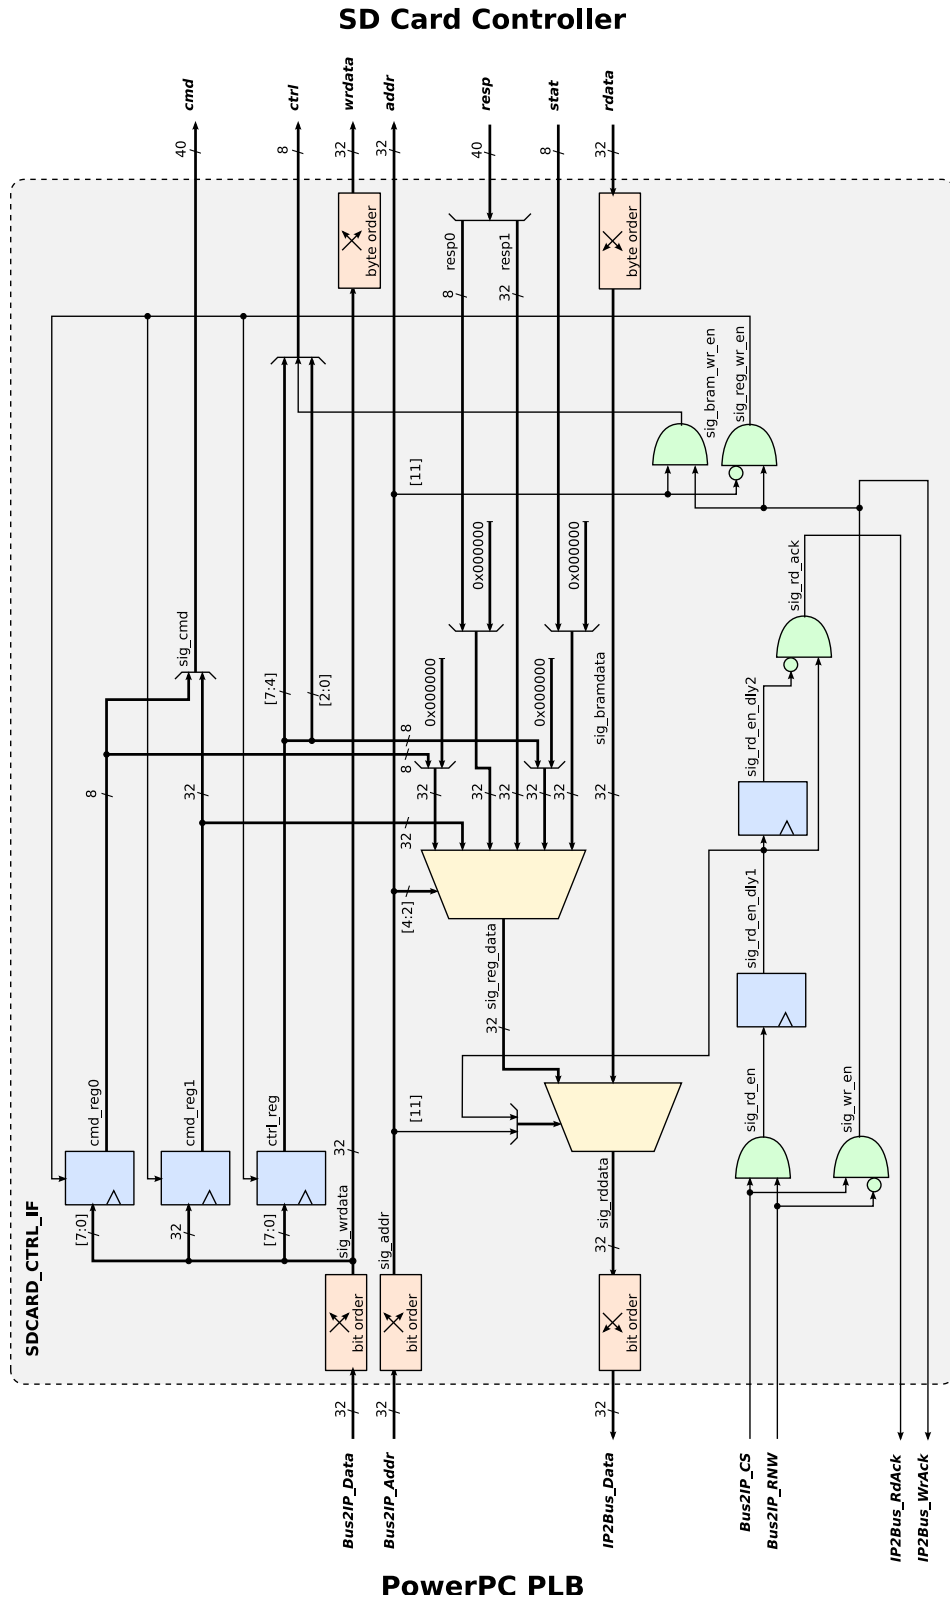 SD Card Controller
cmd
ctrl
wrdata
addr
resp
stat
rdata
40
8
32
32
40
8
32
byte order
byte order
resp0
resp1
8
32
sig_bram_wr_en
sig_reg_wr_en
[11]
0x000000
0x000000
sig_rd_ack
sig_cmd
[7:4]
[2:0]
0x000000
0x000000
sig_bramdata
sig_rd_en_dly2
8
8
8
32
32
32
32
32
32
32
32
32
[4:2]
sig_rd_en_dly1
sig_reg_data
32
cmd_reg0
cmd_reg1
ctrl_reg
[11]
sig_rd_en
sig_wr_en
32
[7:0]
32
[7:0]
sig_wrdata
sig_addr
sig_rddata
32
SDCARD_CTRL_IF
bit order
bit order
bit order
32
32
32
Bus2IP_Data
Bus2IP_Addr
IP2Bus_Data
Bus2IP_CS
Bus2IP_RNW
IP2Bus_RdAck
IP2Bus_WrAck
PowerPC PLB